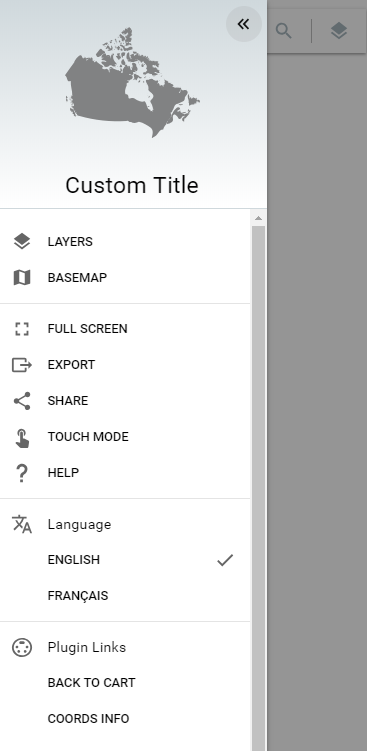 Custom Title
LAYERS
BASEMAP
FULL SCREEN
EXPORT
SHARE
TOUCH MODE
HELP
Language
ENGLISH
FRANÇAIS
Plugin Links
BACK TO CART
COORDS INFO